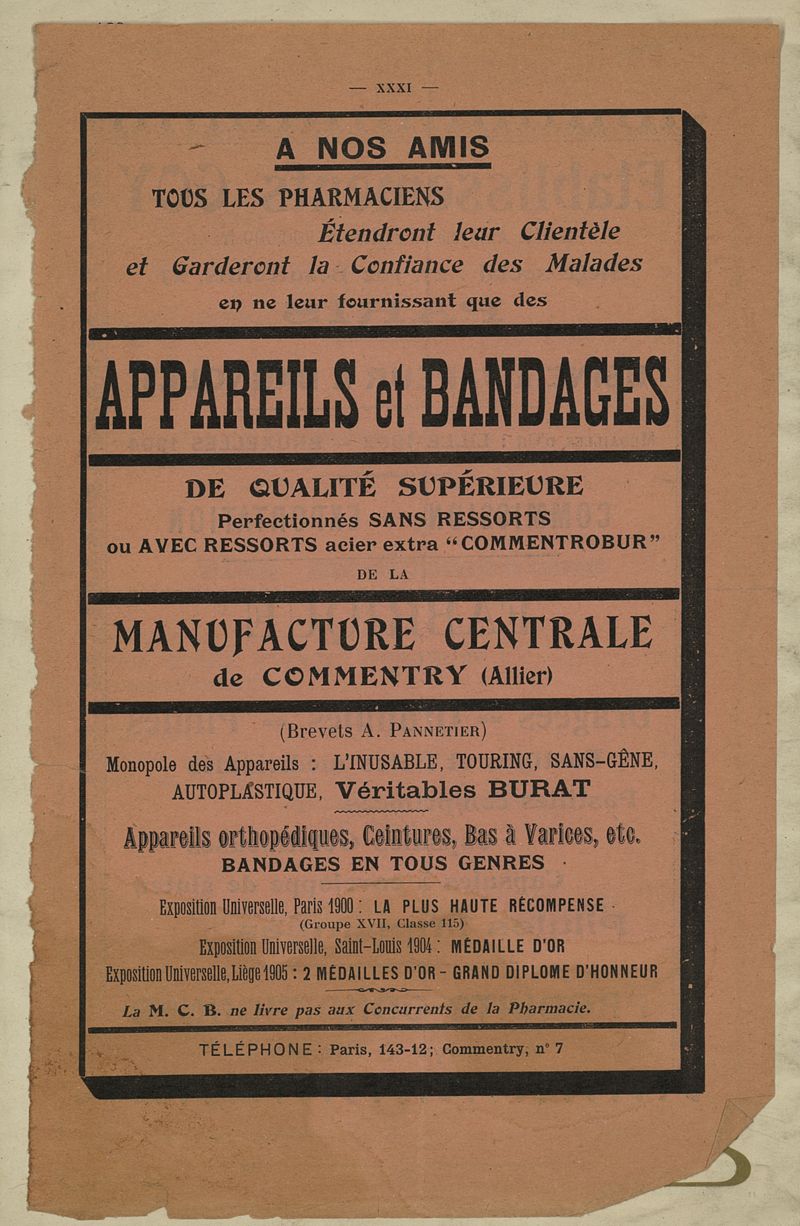 — XXXI —
A NOS AMIS
TOUS LES PHARMACIENS
Étendront leur Clientèle
et Garderont la Confiance des Malades
en ne leur fournissant que des
APPAREILS et BANDAGES
DE QUALITÉ SUPÉRIEURE
Perfectionnés SANS RESSORTS
ou AVEC RESSORTS acier extra “COMMENTROBUR”
DE LA
MANUFACTURE CENTRALE
de COMMENTRY (Allier)
(Brevets A. PANNETIER)
Monopole des Appareils : L'INUSABLE, TOURING, SANS-GÊNE,
AUTOPLASTIQUE, Véritables BURAT
Appareils orthopédiques, Ceintures, Bas à Varices, etc.
BANDAGES EN TOUS GENRES
Exposition Universelle, Paris 1900 : LA PLUS HAUTE RÉCOMPENSE
(Groupe XVII, Classe 115)
Exposition Universelle, Saint-Louis 1904 : MÉDAILLE D'OR
Exposition Universelle, Liège 1905 : 2 MÉDAILLES D'OR - GRAND DIPLOME D'HONNEUR
La M. C. B. ne livre pas aux Concurrents de la Pharmacie.
TÉLÉPHONE : Paris, 143-12; Commentry, n° 7